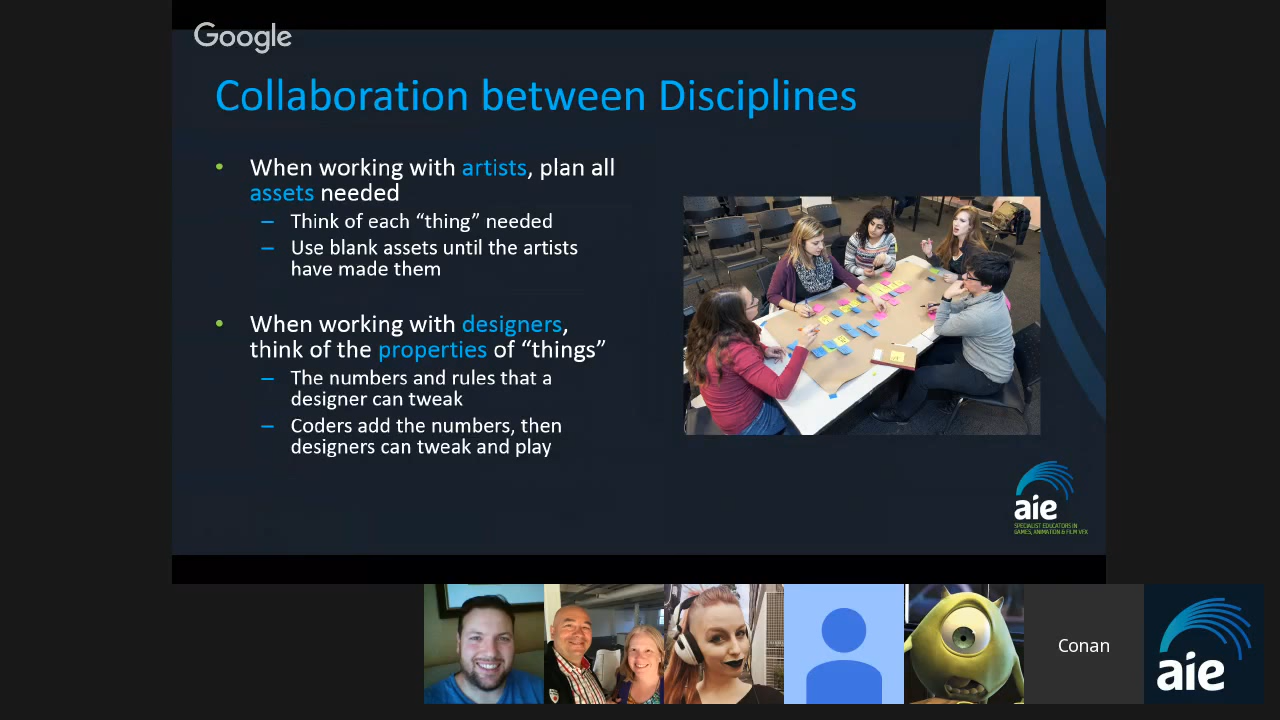 Google
Collaboration between Disciplines
• When working with artists, plan all
assets needed
– Think of each “thing” needed
– Use blank assets until the artists
have made them
• When working with designers,
think of the properties of “things”
– The numbers and rules that a
designer can tweak
– Coders add the numbers, then
designers can tweak and play
aie
SPECIALIST EDUCATORS IN
GAMES, ANIMATION & FILM VFX
Conan
aie